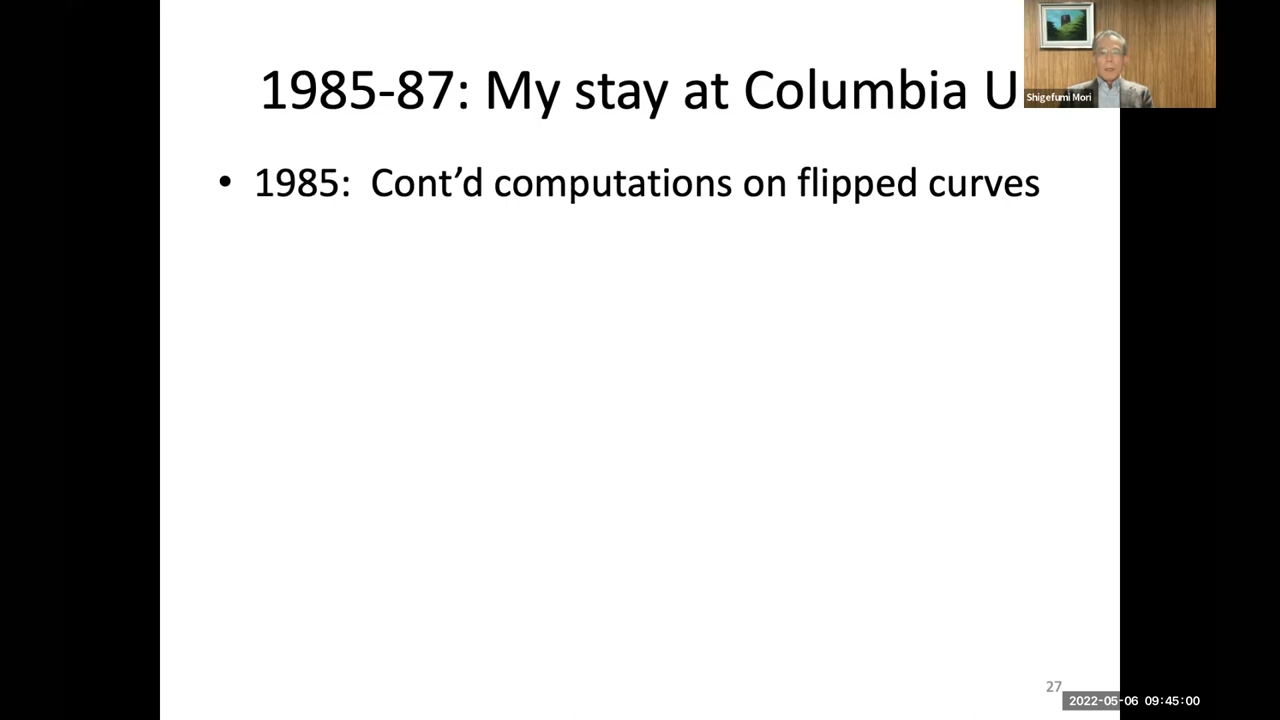 1985-87: My stay at Columbia U
Shigefumi Mori
• 1985: Cont’d computations on flipped curves
27
2022-05-06 09:45:00